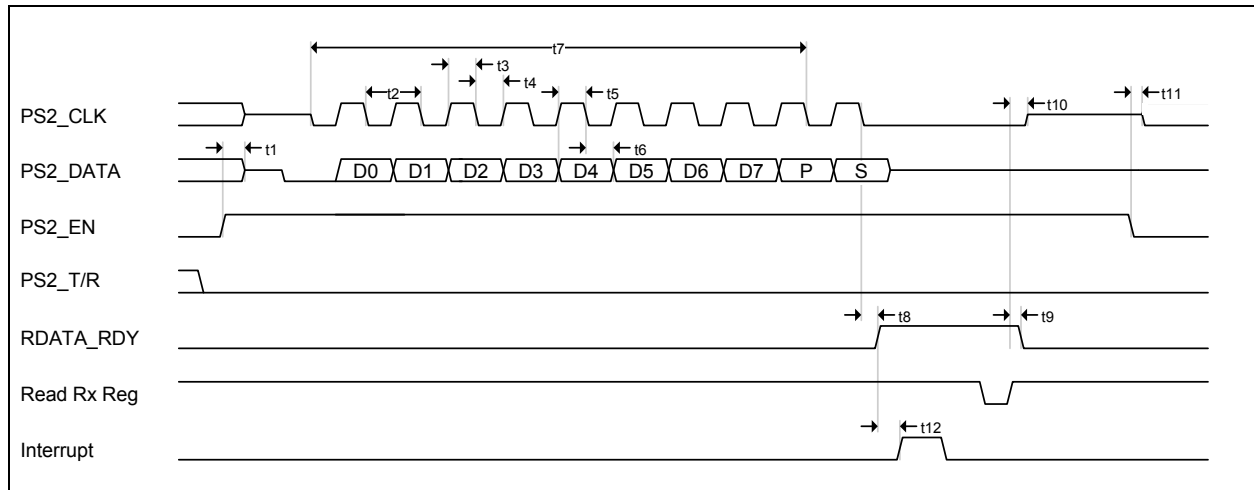 t7
t3
t2 t4 t5
PS2_CLK t10 t11
t1 t6
PS2_DATA D0 D1 D2 D3 D4 D5 D6 D7 P S
PS2_EN
PS2_T/R
RDATA_RDY t8 t9
Read Rx Reg
t12
Interrupt